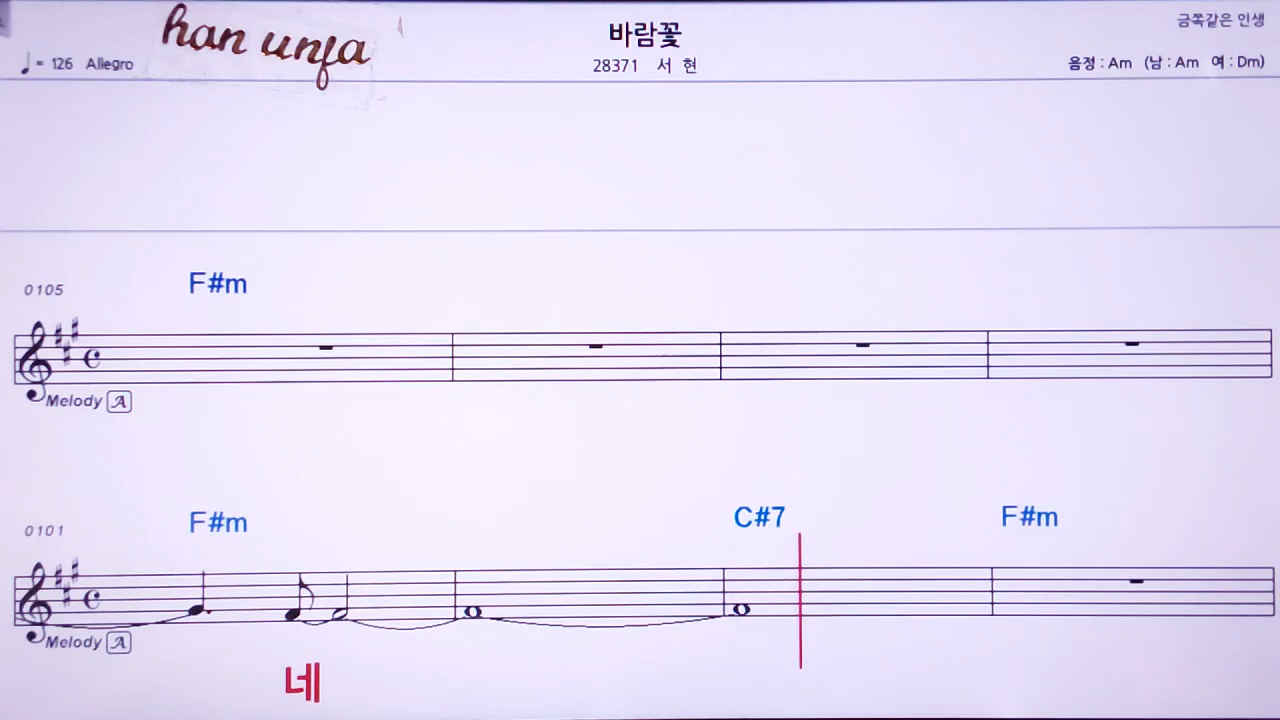 han unfa
바람꽃
금쪽같은 인생
♩= 126 Allegro
28371 서 현
음정 : Am (남 : Am 여 : Dm)
0105
F#m
Melody A
0101
F#m C#7 F#m
Melody A
네